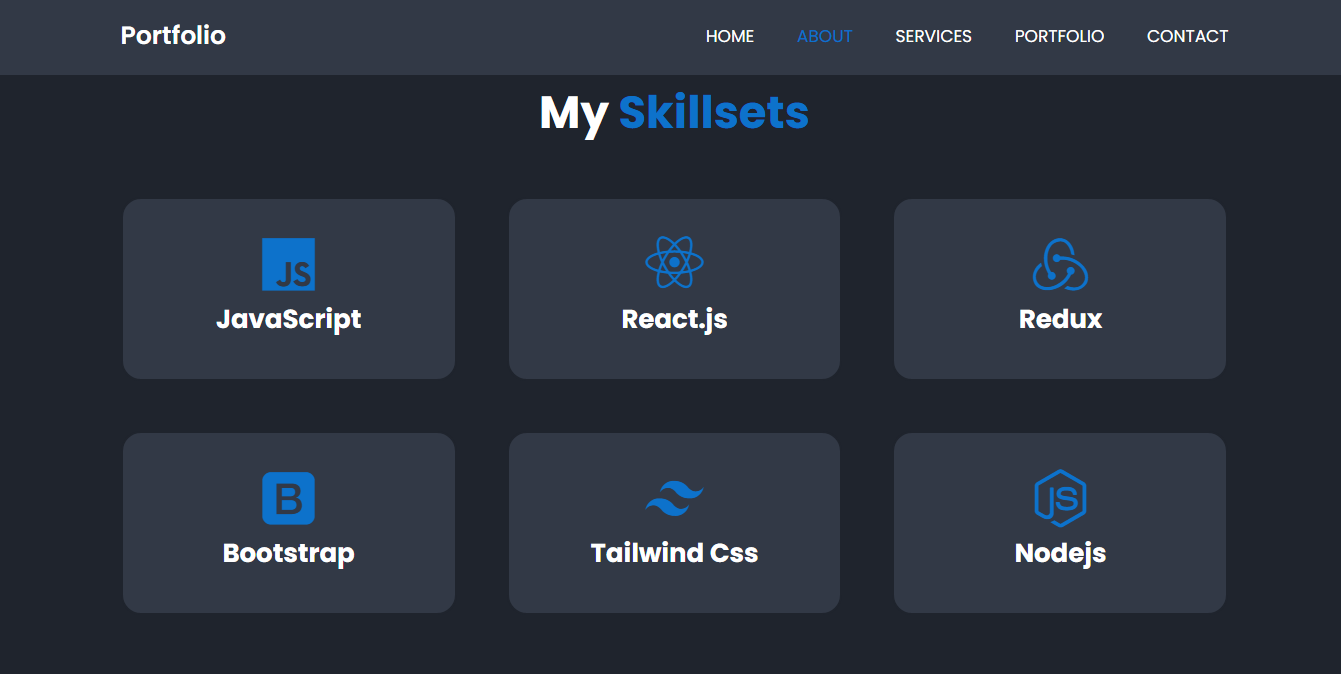 Portfolio HOME ABOUT SERVICES PORTFOLIO CONTACT
My Skillsets
JS
JavaScript React.js Redux
B JS
Bootstrap Tailwind Css Nodejs